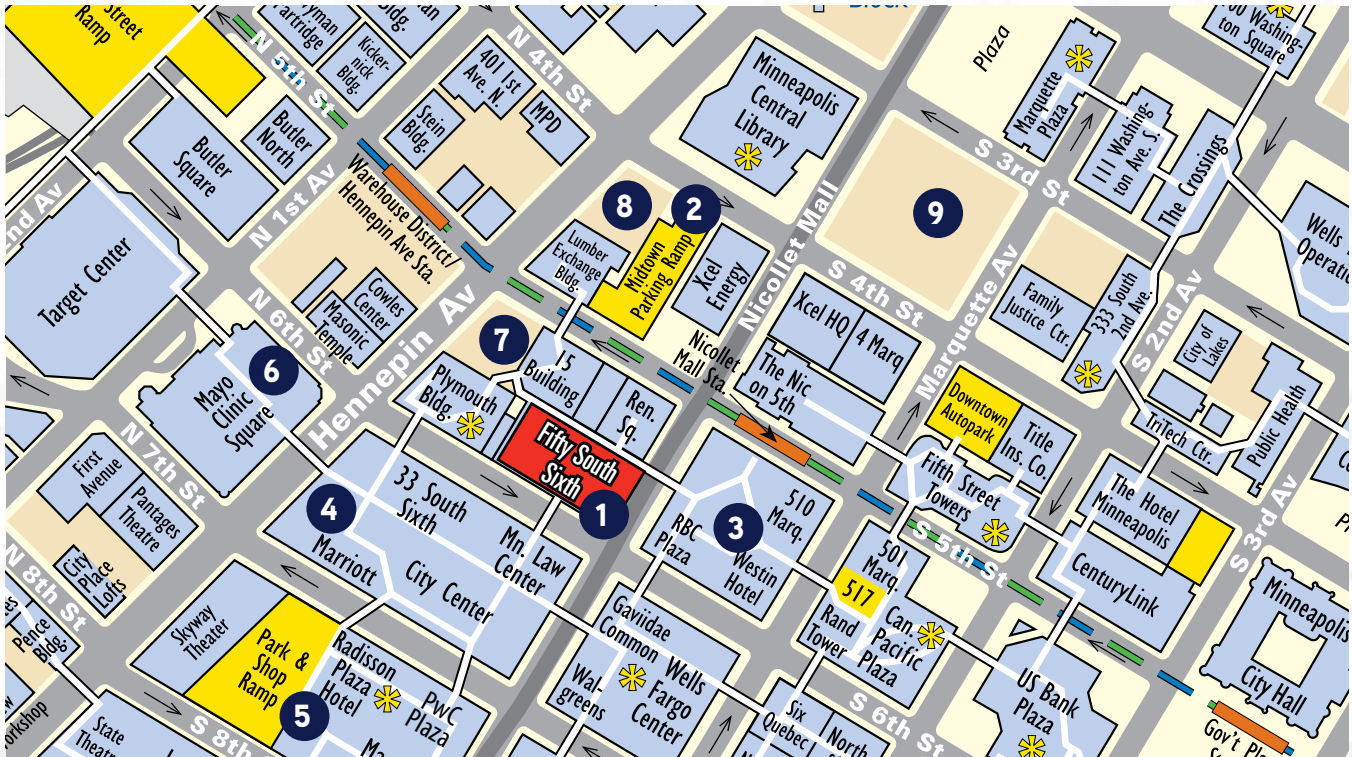 Street
Ramp
N 5th St
Kicker-
nick
Bldg.
N 4th St
401 1st
Ave. N.
MPD
Stein
Bldg.
Butler
North
Butler
Square
N 1st Av
Warehouse District/
Hennepin Ave Sta.
Minneapolis
Central
Library
Plaza
Marquette
Plaza
ton Square
111 Washing-
ton Ave. S
The Crossings
S 3rd St
Wells
Target Center
8
2
9
Lumber
Exchange
Bldg.
Midtown
Parking Ramp
Xcel
Energy
Nicollet Mall
S 4th St
Marquette Av
Family
Justice Ctr.
333 South
2nd Ave.
S 2nd Av
City of
Lakes
Public Health
TriTech Ctr.
N 6th St
Cowles
Center
Masonic
Temple
Hennepin Av
6
Mayo
Clinic
Square
7
15
Building
Plymouth
Bldg.
Ren.
Sq.
Nicollet
Mall Sta.
Xcel HQ
4 Marq
The Nic
on 5th
Downtown
Autopark
Title
Ins. Co.
Fifth Street
Towers
The Hotel
Minneapolis
CenturyLink
S 3rd Av
Fifty South
Sixth
1
N 7th St
First
Avenue
Pantages
Theatre
City
Place
Lofts
N 8th St
Pence
Bldg.
4
33 South
Sixth
Marriott
City Center
Mn. Law
Center
3
RBC
Plaza
510
Marq.
Westin
Hotel
501
Marq.
517
Rand
Tower
Can
Pacific
Plaza
S 5th St
Minneapolis
City Hall
Skyway
Theater
Park &
Shop
Ramp
5
Radisson
Plaza
Hotel
PwC
Plaza
Gaviidae
Common
Wal-
greens
Wells
Fargo
Center
Six
Quebec
North
S 6th St
US Bank
Plaza
State
S 8th